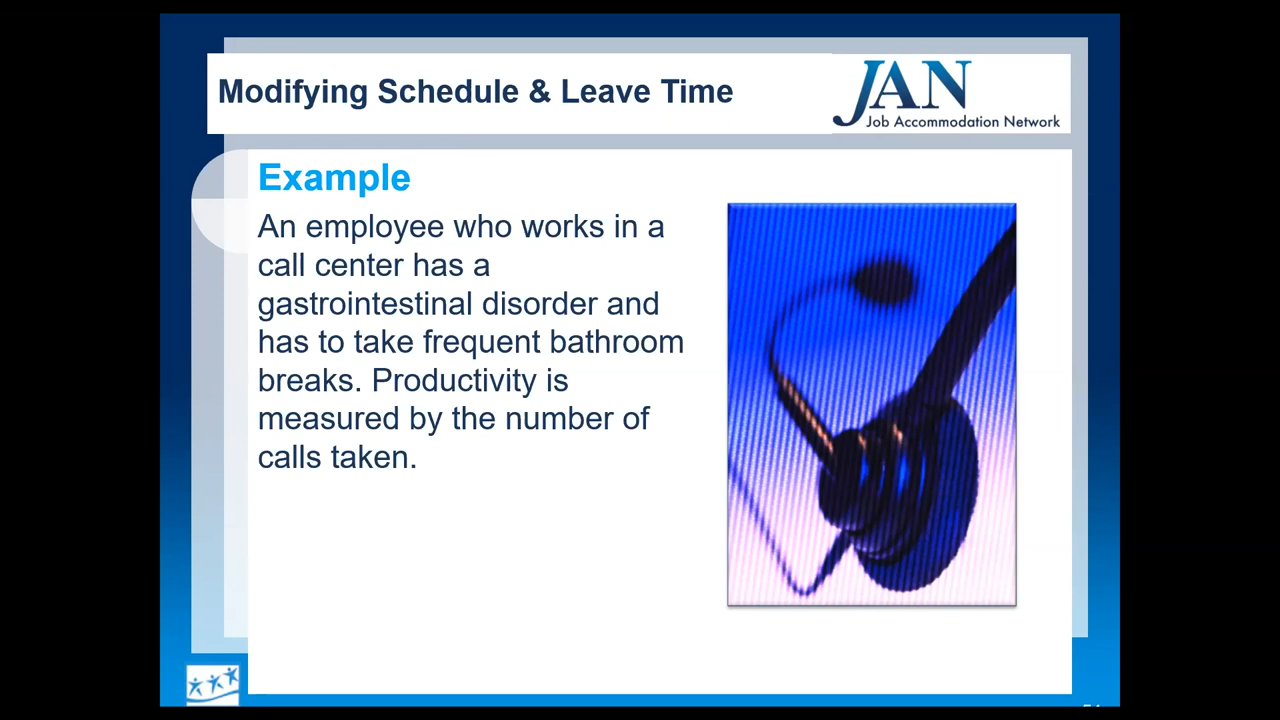 Modifying Schedule & Leave Time
JAN
Job Accommodation Network
Example
An employee who works in a
call center has a
gastrointestinal disorder and
has to take frequent bathroom
breaks. Productivity is
measured by the number of
calls taken.